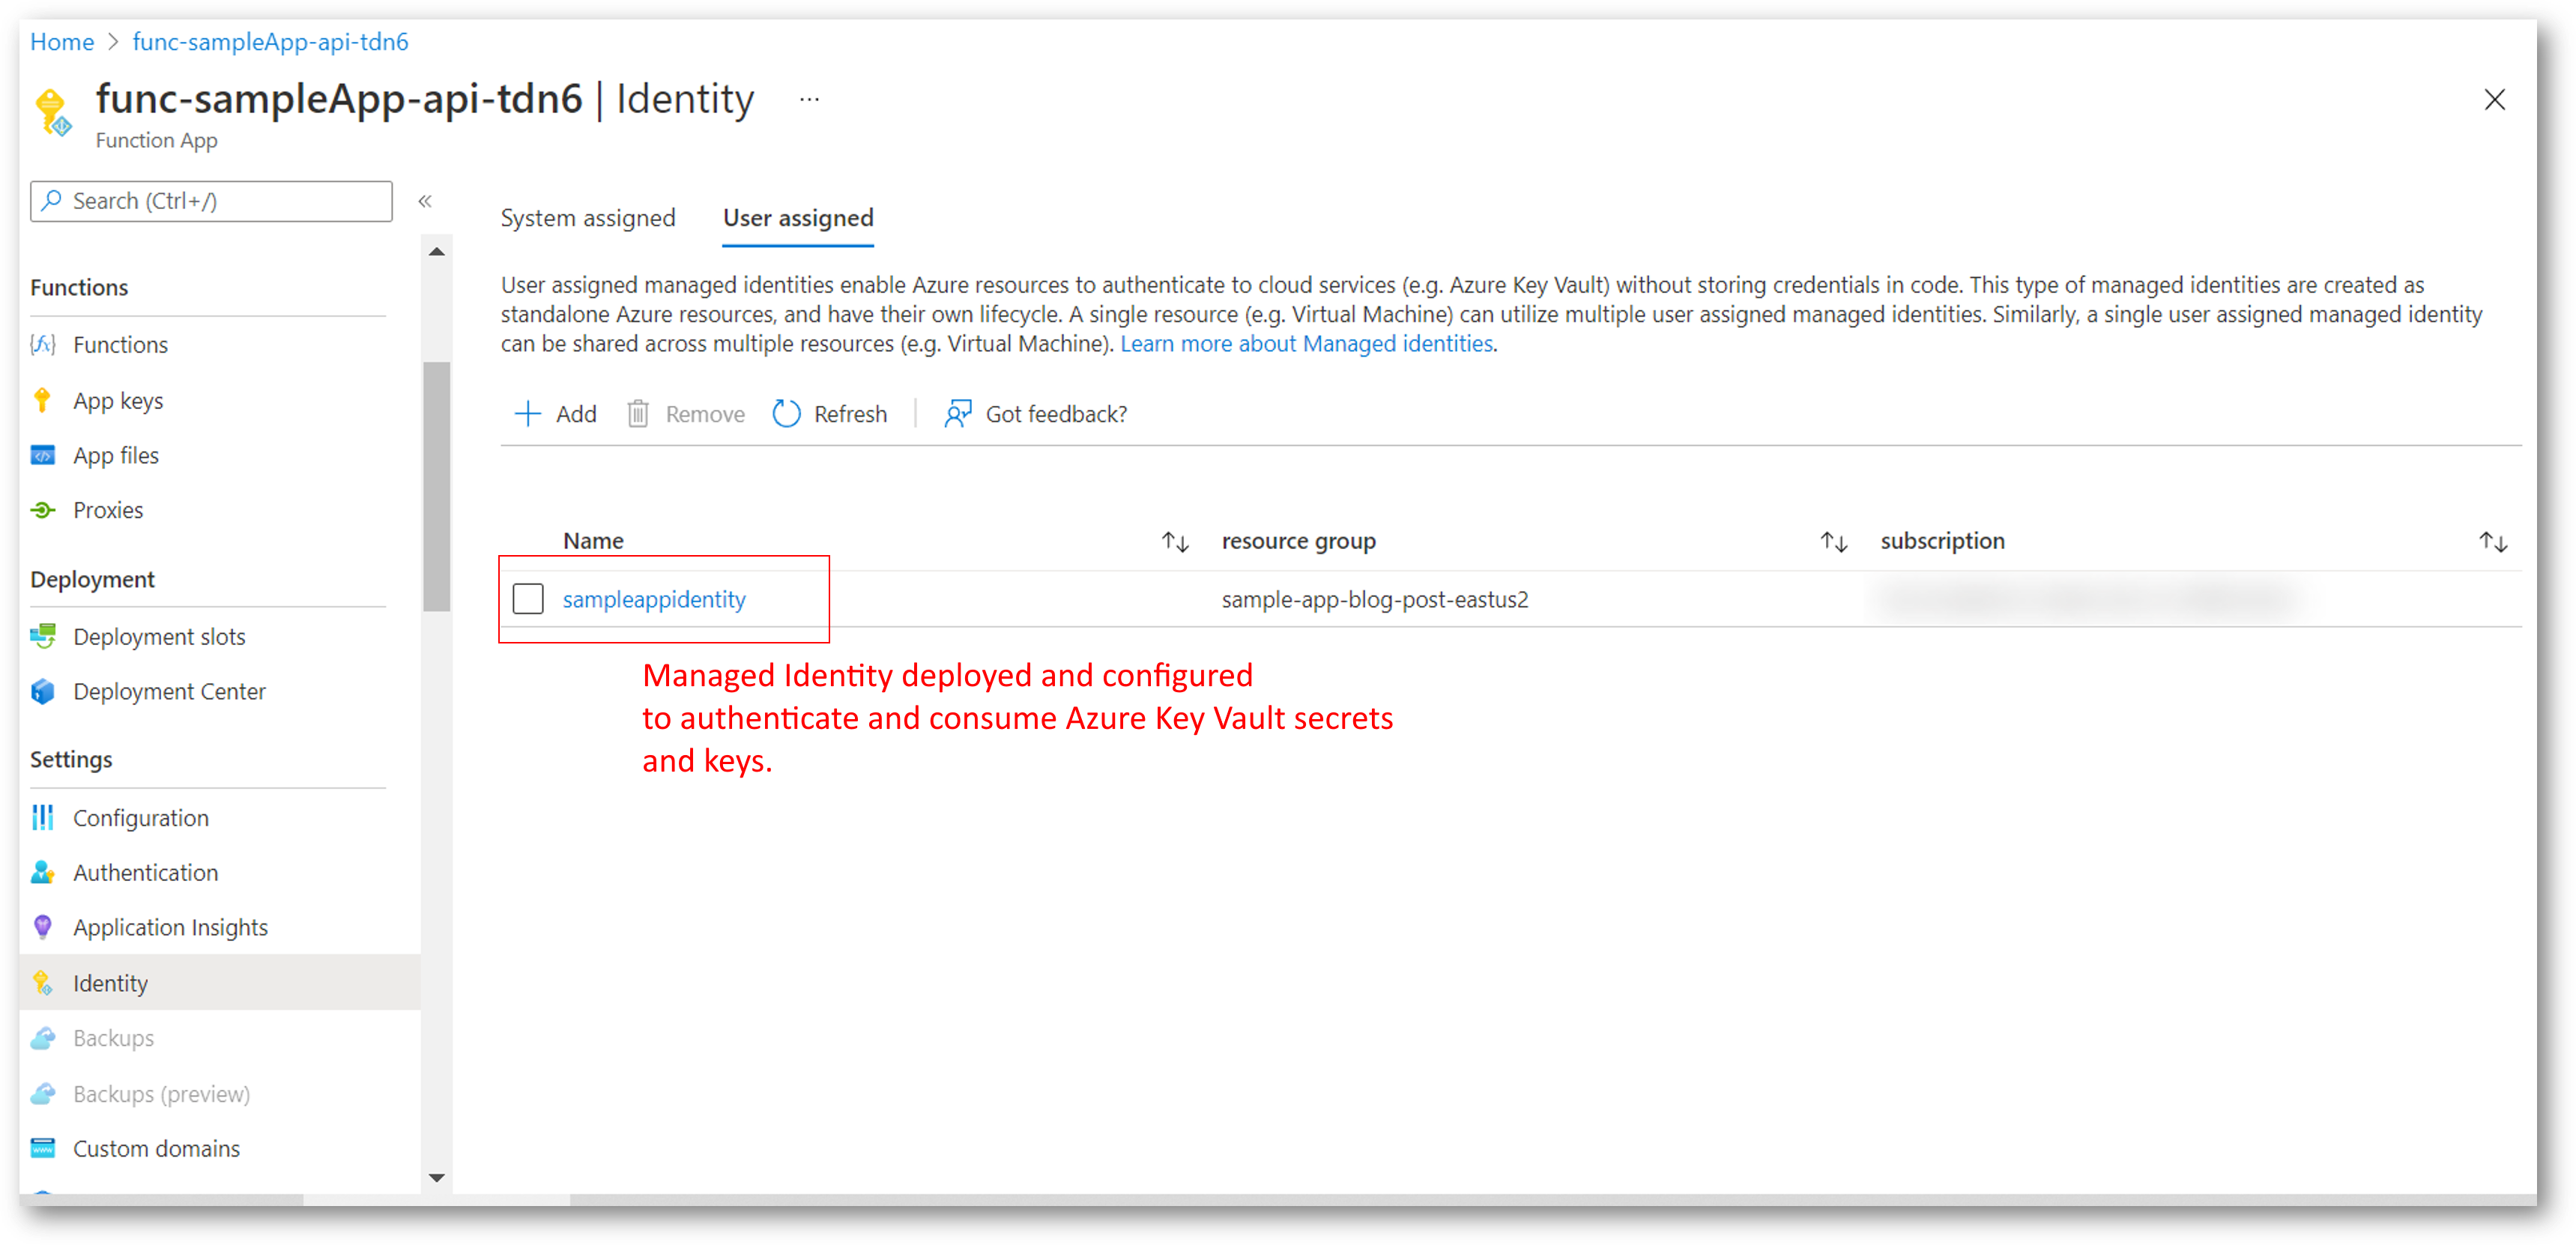 Home > func-sampleApp-api-tdn6
func-sampleApp-api-tdn6 | Identity ...
Function App
Search (Ctrl+/)
«
Functions
Functions
App keys
App files
Proxies
Deployment
Deployment slots
Deployment Center
Settings
Configuration
Authentication
Application Insights
Identity
Backups
Backups (preview)
Custom domains
System assigned User assigned
User assigned managed identities enable Azure resources to authenticate to cloud services (e.g. Azure Key Vault) without storing credentials in code. This type of managed identities are created as
standalone Azure resources, and have their own lifecycle. A single resource (e.g. Virtual Machine) can utilize multiple user assigned managed identities. Similarly, a single user assigned managed identity
can be shared across multiple resources (e.g. Virtual Machine). Learn more about Managed identities.
Add Remove Refresh | Got feedback?
Name resource group subscription
sampleappidentity sample-app-blog-post-eastus2
Managed Identity deployed and configured
to authenticate and consume Azure Key Vault secrets
and keys.